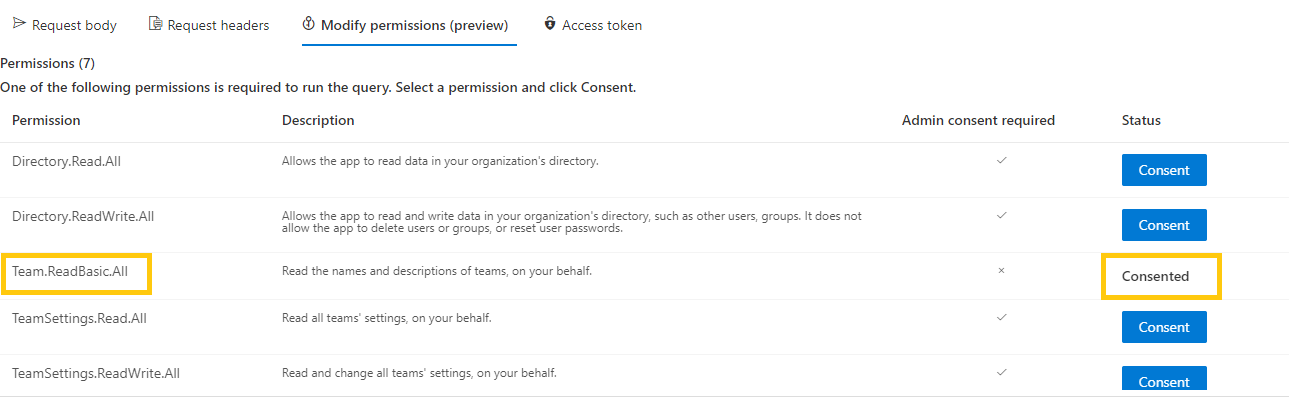 Request body Request headers Modify permissions (preview) Access token
Permissions (7)
One of the following permissions is required to run the query. Select a permission and click Consent.
Permission Description Admin consent required Status
Directory.Read.All Allows the app to read data in your organization's directory. ✓ Consent
Directory.ReadWrite.All Allows the app to read and write data in your organization's directory, such as other users, groups. It does not ✓ Consent
allow the app to delete users or groups, or reset user passwords.
Team.ReadBasic.All Read the names and descriptions of teams, on your behalf. × Consented
TeamSettings.Read.All Read all teams' settings, on your behalf. ✓ Consent
TeamSettings.ReadWrite.All Read and change all teams' settings, on your behalf. ✓ Consent